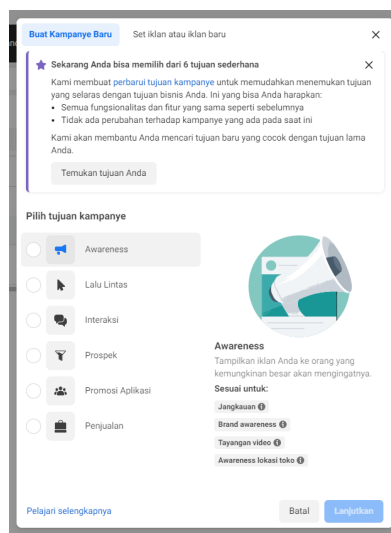 Buat Kampanye Baru
Set iklan atau iklan baru
Sekarang Anda bisa memilih dari 6 tujuan sederhana
Kami membuat perbarui tujuan kampanye untuk memudahkan menemukan tujuan
yang selaras dengan tujuan bisnis Anda. Ini yang bisa Anda harapkan:
• Semua fungsionalitas dan fitur yang sama seperti sebelumnya
• Tidak ada perubahan terhadap kampanye yang ada pada saat ini
Kami akan membantu Anda mencari tujuan baru yang cocok dengan tujuan lama
Anda.
Temukan tujuan Anda
Pilih tujuan kampanye
Awareness
Lalu Lintas
Interaksi
Prospek
Promosi Aplikasi
Penjualan
Awareness
Tampilkan iklan Anda ke orang yang
kemungkinan besar akan mengingatnya.
Sesuai untuk:
Jangkauan
Brand awareness
Tayangan video
Awareness lokasi toko
Pelajari selengkapnya
Batal
Lanjutkan